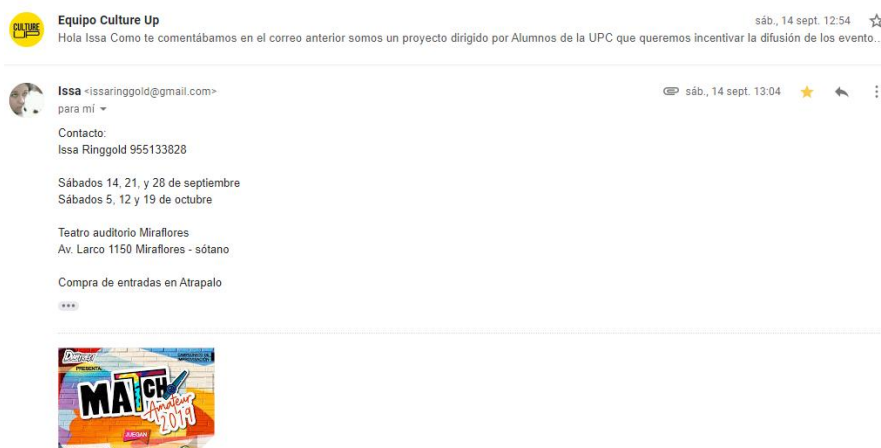 CULTURE UP
Equipo Culture Up
sáb., 14 sept. 12:54
Hola Issa Como te comentábamos en el correo anterior somos un proyecto dirigido por Alumnos de la UPC que queremos incentivar la difusión de los evento...
Issa <issaringgold@gmail.com>
sáb., 14 sept. 13:04
para mí
Contacto:
Issa Ringgold 955133828
Sábados 14, 21, y 28 de septiembre
Sábados 5, 12 y 19 de octubre
Teatro auditorio Miraflores
Av. Larco 1150 Miraflores - sótano
Compra de entradas en Atrapalo
PRESENTA
MATCH
Amateur
2019
JUEGAN